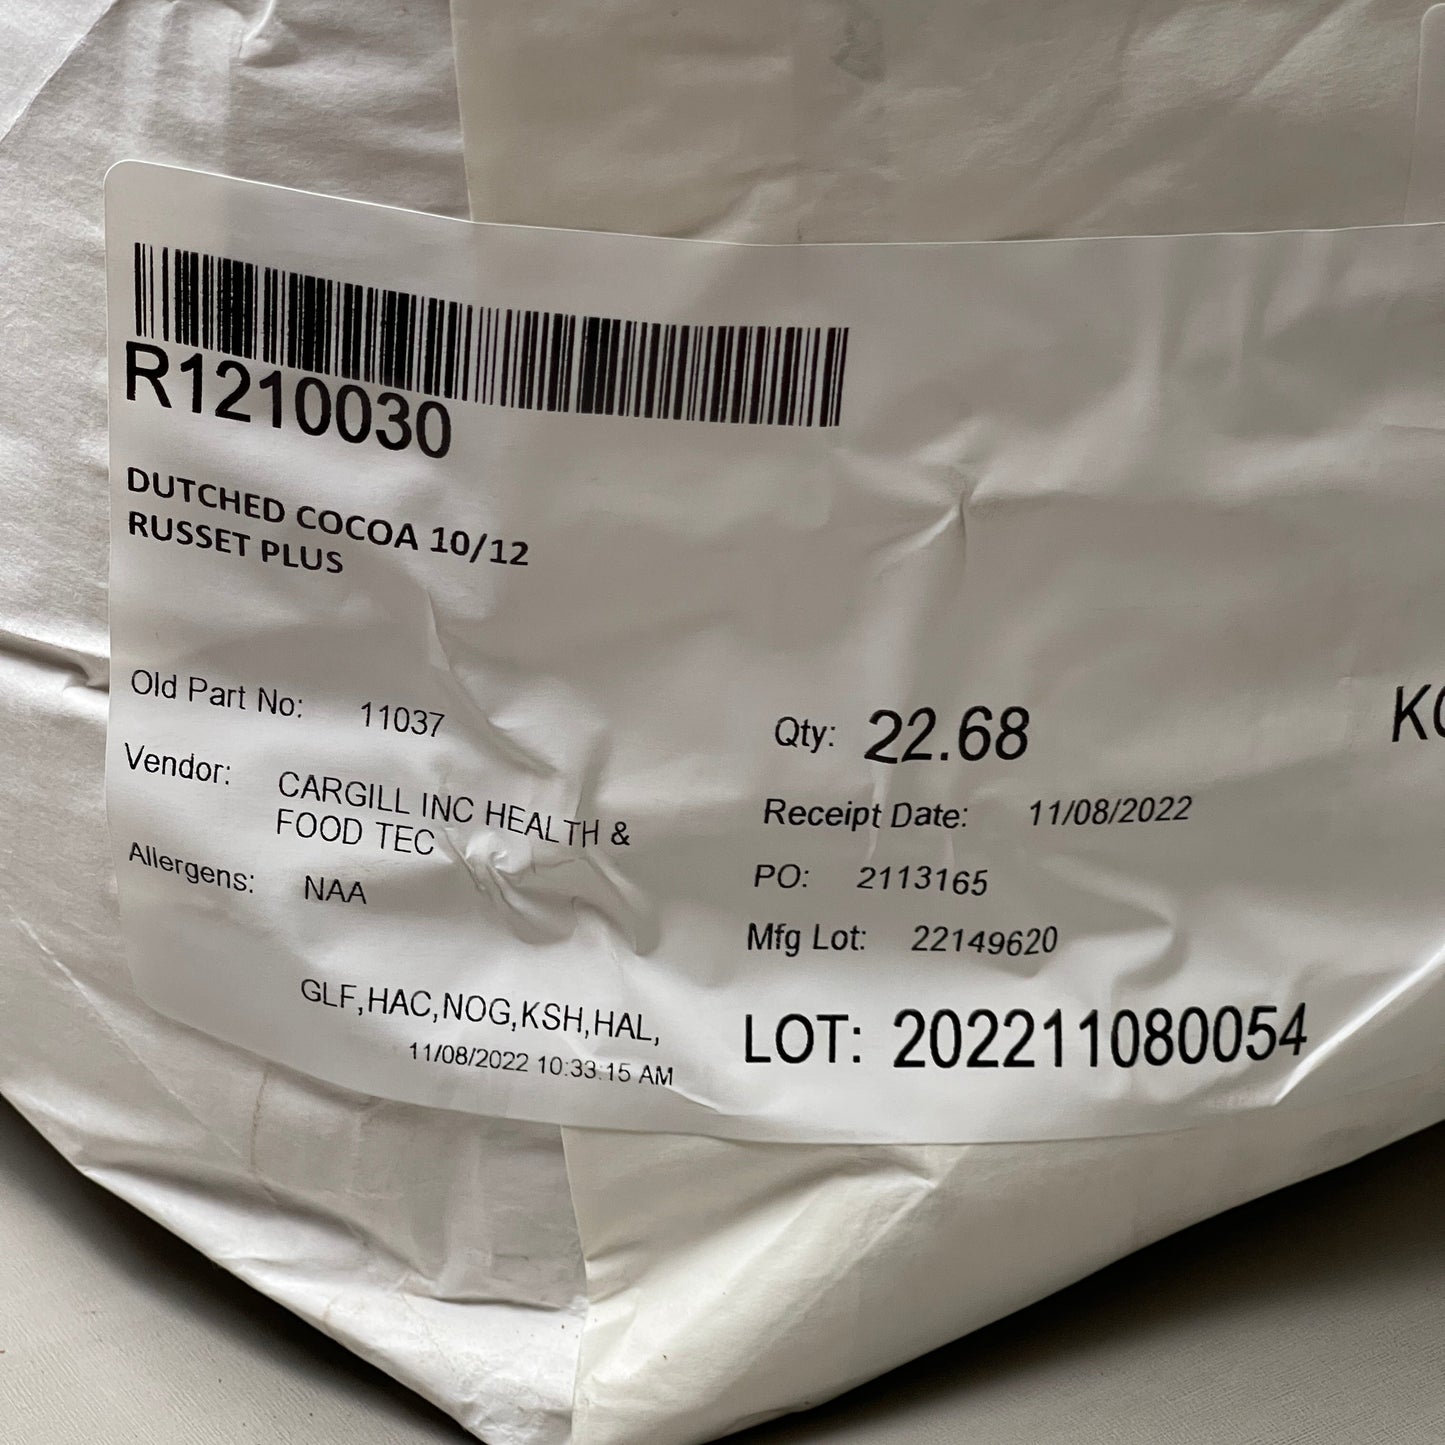 R1210030
DUTCHED COCOA 10/12
RUSSET PLUS
Old Part No: 11037
Vendor: CARGILL INC HEALTH &
FOOD TEC
Allergens: NAA
GLF,HAC,NOG,KSH,HAL,
11/08/2022 10:33:15 AM
Qty: 22.68
Receipt Date: 11/08/2022
PO: 2113165
Mfg Lot: 22149620
LOT: 202211080054